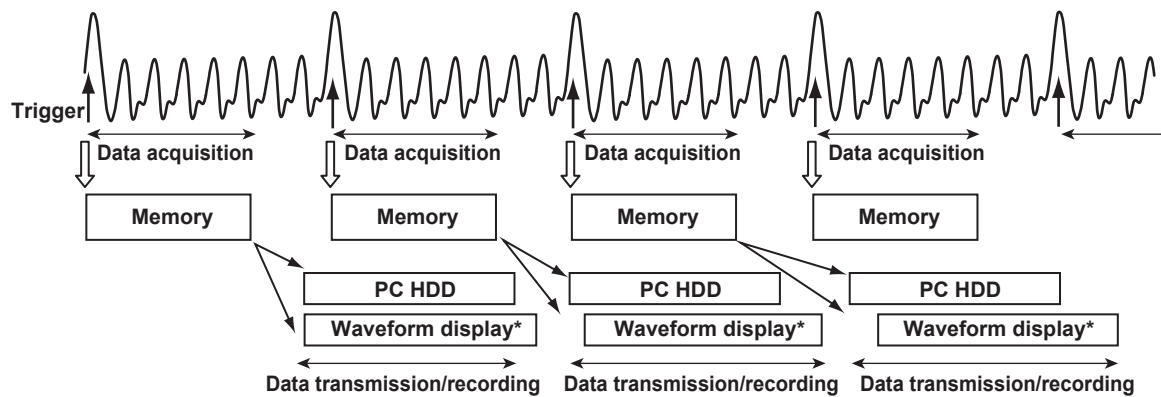 Trigger
Data acquisition Data acquisition Data acquisition Data acquisition
Memory Memory Memory Memory
PC HDD PC HDD PC HDD
Waveform display* Waveform display* Waveform display*
Data transmission/recording Data transmission/recording Data transmission/recording